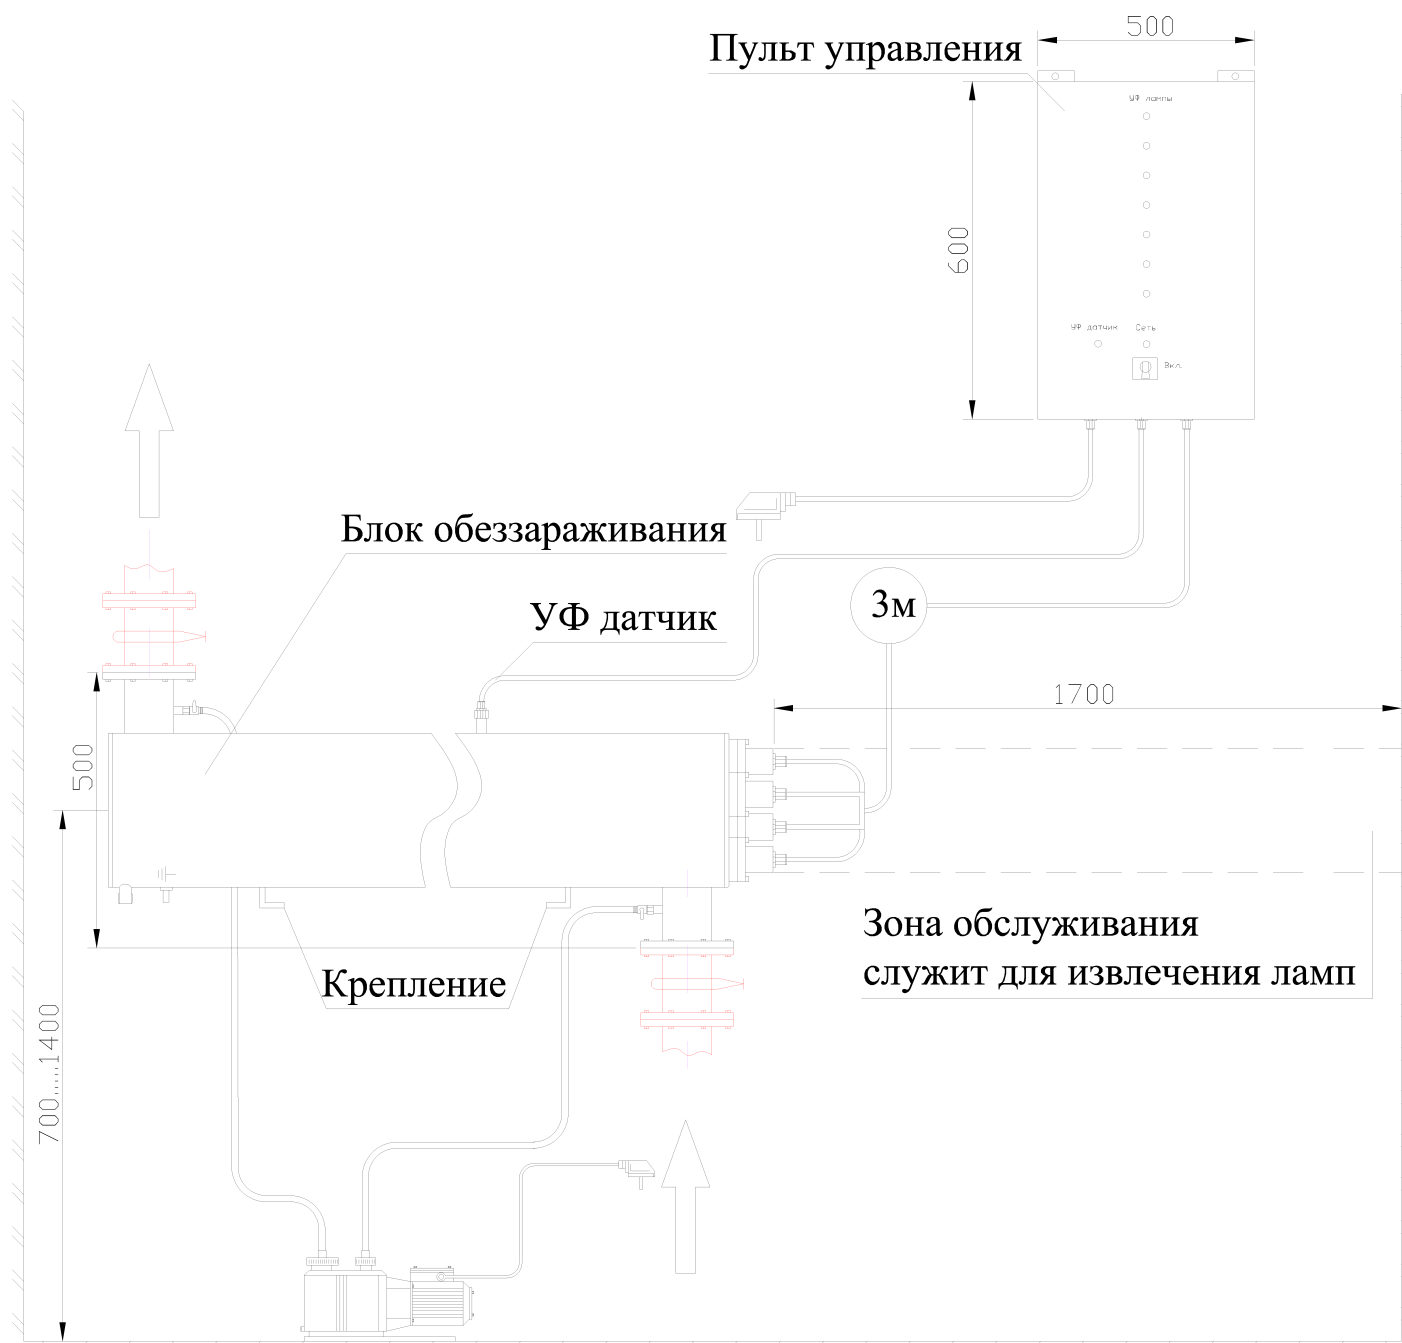 500
Пульт управления
УФ лампы
600
УФ датчик Сеть
Вкл.
Блок обеззараживания
УФ датчик
3м
1700
500
Зона обслуживания
служит для извлечения ламп
Крепление
700.....1400